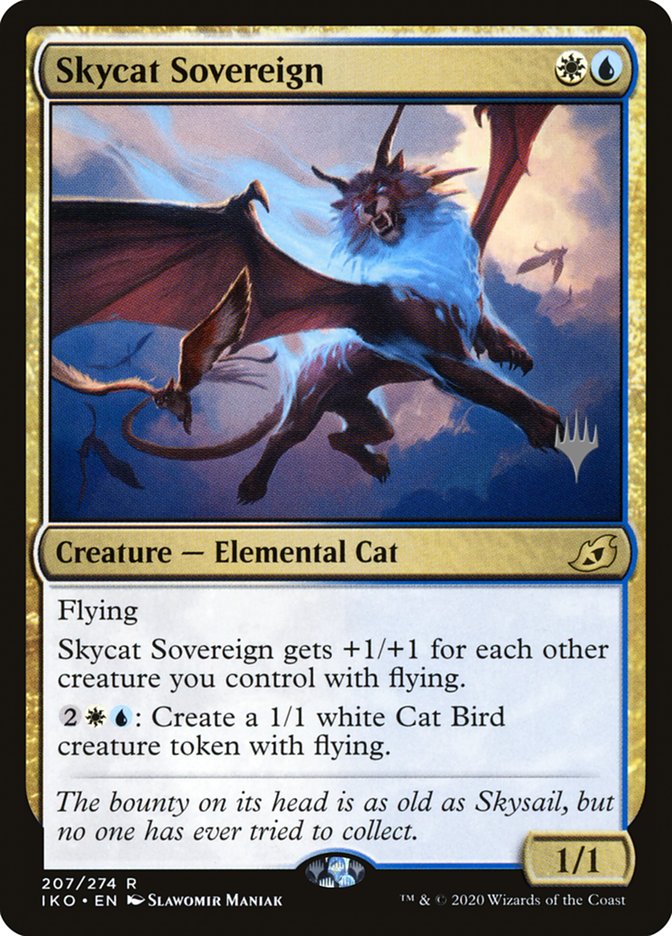 Skycat Sovereign
Creature — Elemental Cat
Flying
Skycat Sovereign gets +1/+1 for each other
creature you control with flying.
2 : Create a 1/1 white Cat Bird
creature token with flying.
The bounty on its head is as old as Skysail, but
no one has ever tried to collect.
1/1
207/274 R
IKO • EN Slawomir Maniak
™ & © 2020 Wizards of the Coast